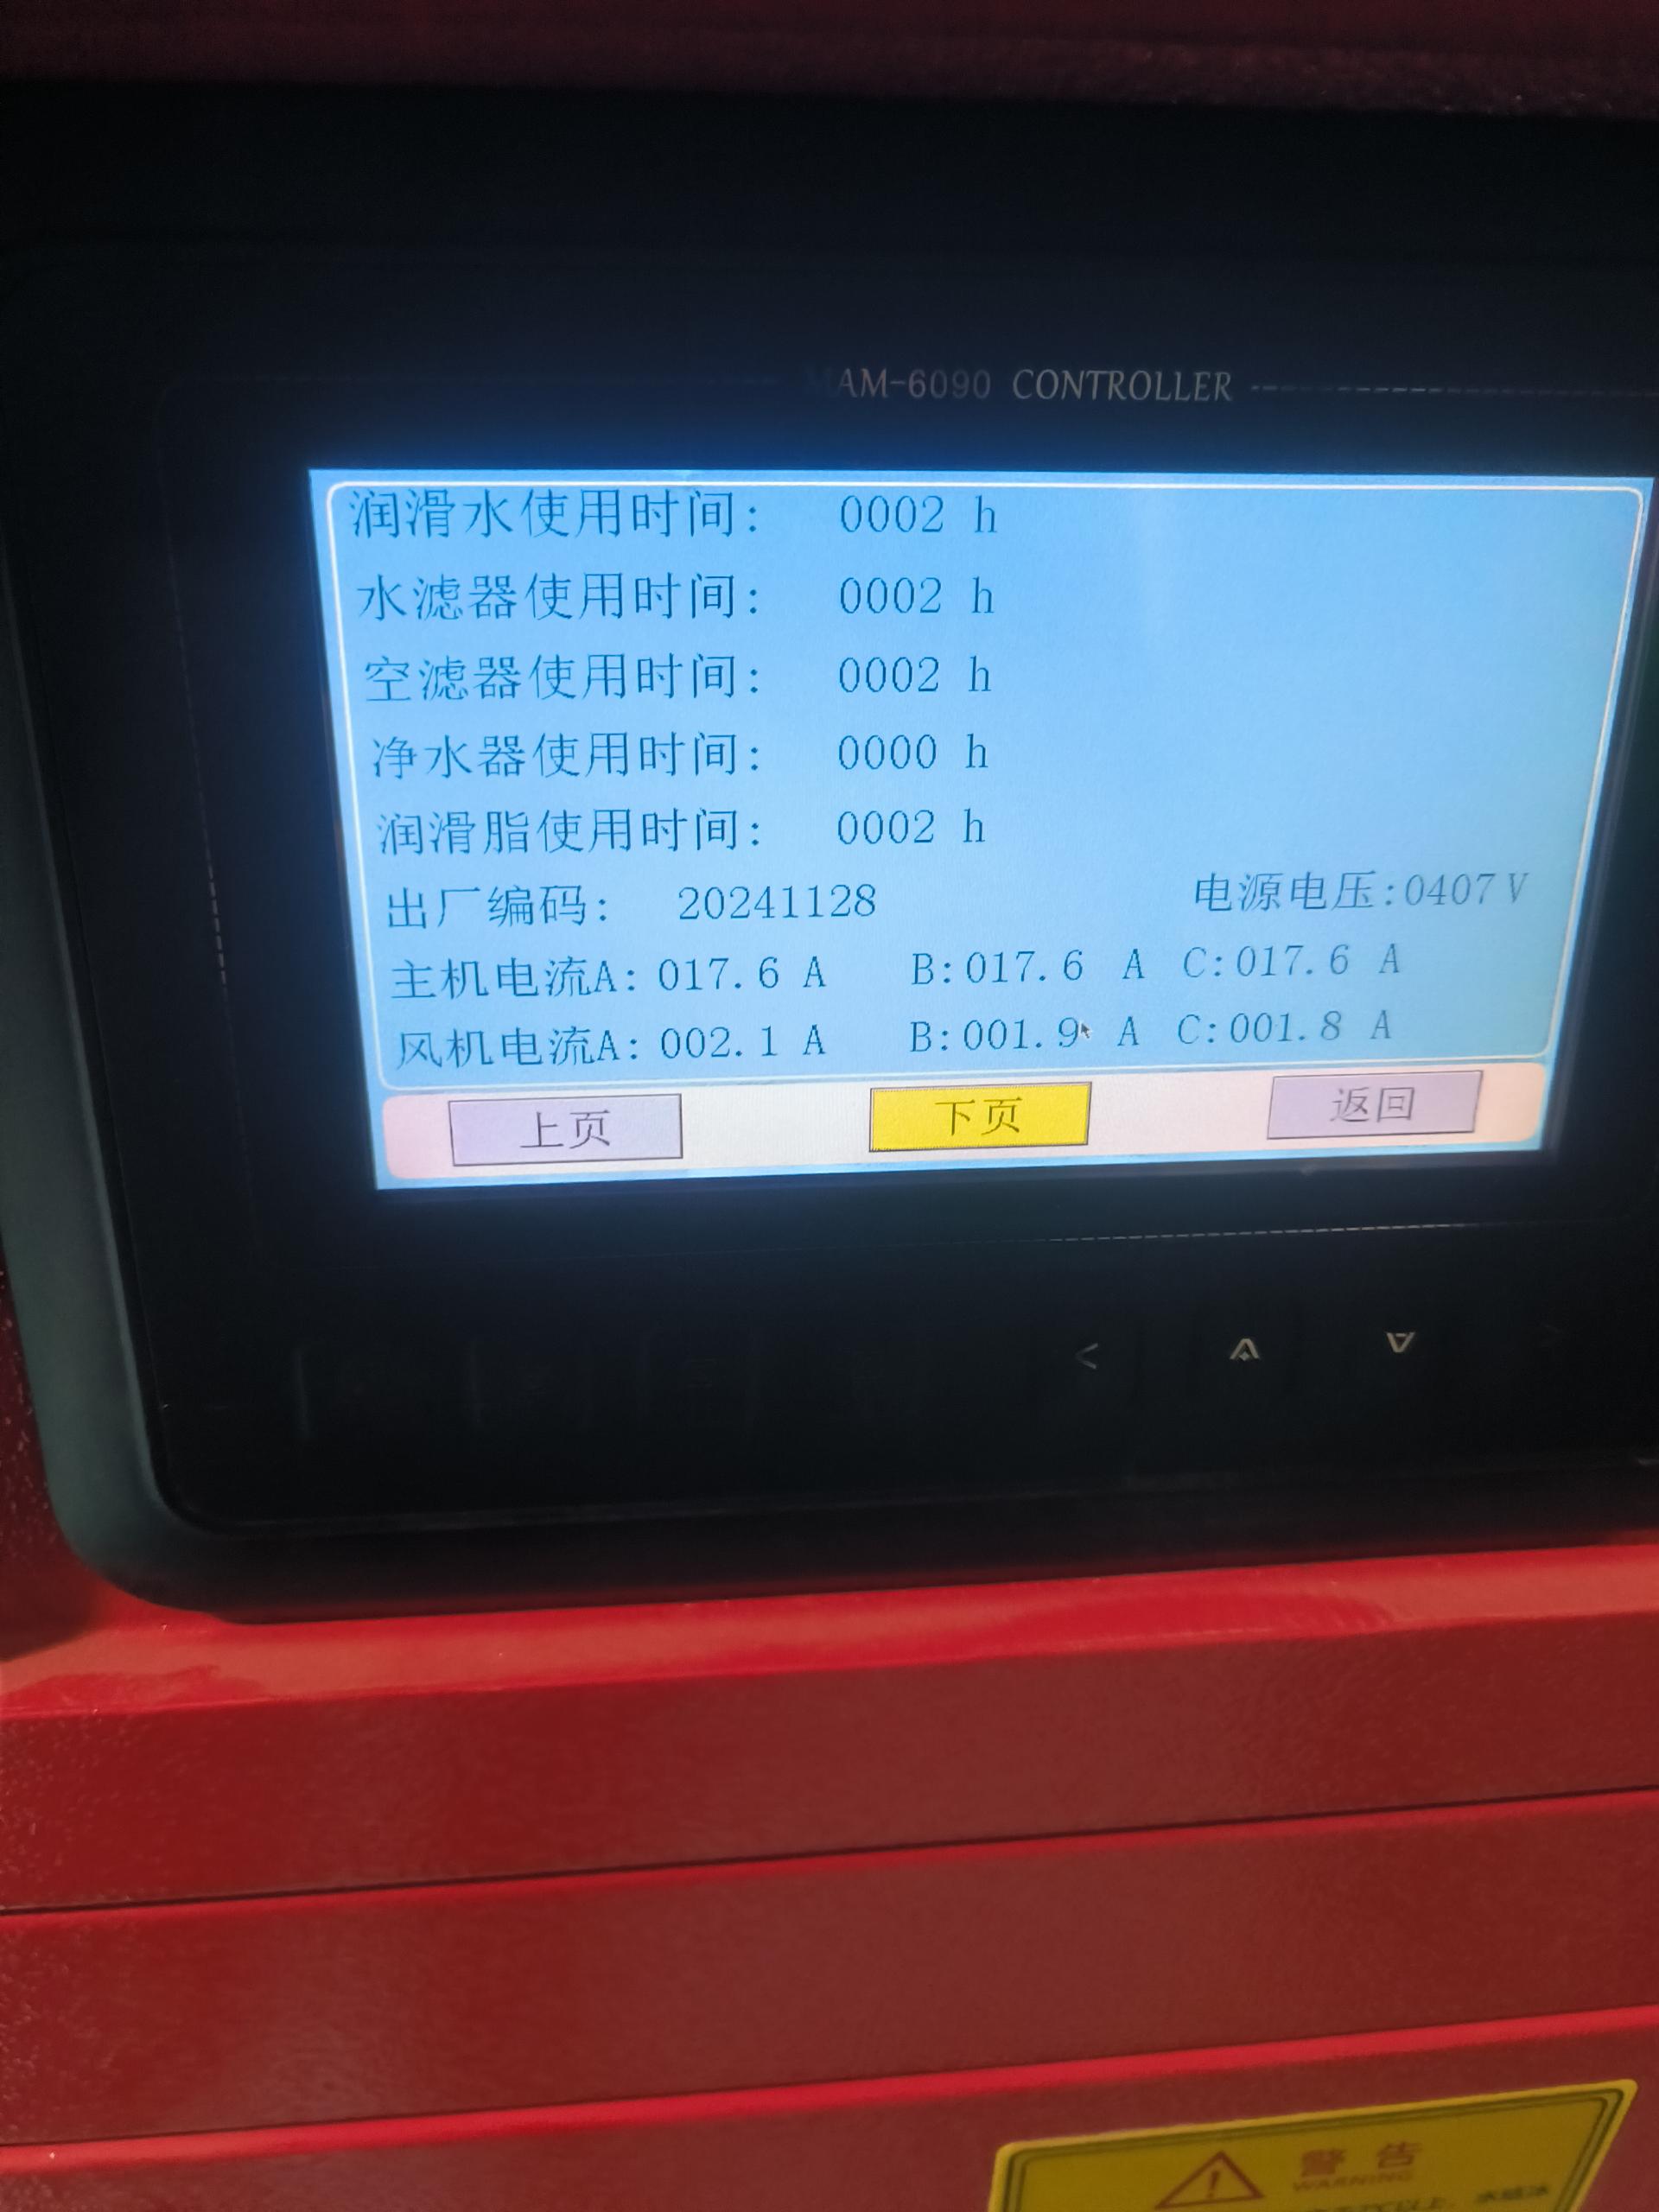 MAM-6090 CONTROLLER
润滑水使用时间: 0002 h
水滤器使用时间: 0002 h
空滤器使用时间: 0002 h
净水器使用时间: 0000 h
润滑脂使用时间: 0002 h
出厂编码: 20241128 电源电压:0407V
主机电流A: 017.6 A B:017.6 A C:017.6 A
风机电流A: 002.1 A B:001.9 A C:001.8 A
上页 下页 返回
警告
WARNING